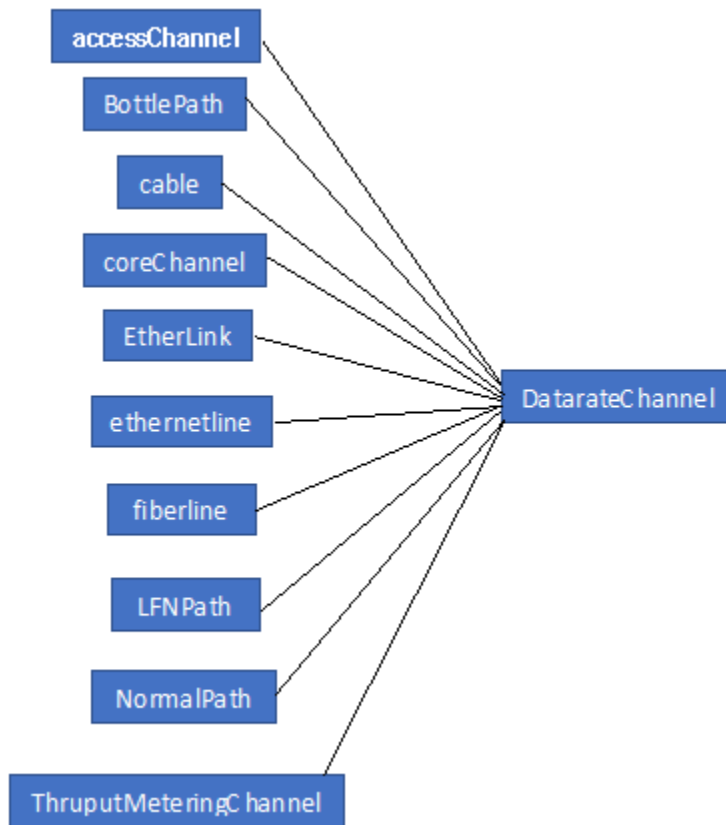 accessChannel
BottlePath
cable
coreChannel
EtherLink
DatarateChannel
ethernetline
fiberline
LFNPath
NormalPath
ThruputMeteringChannel